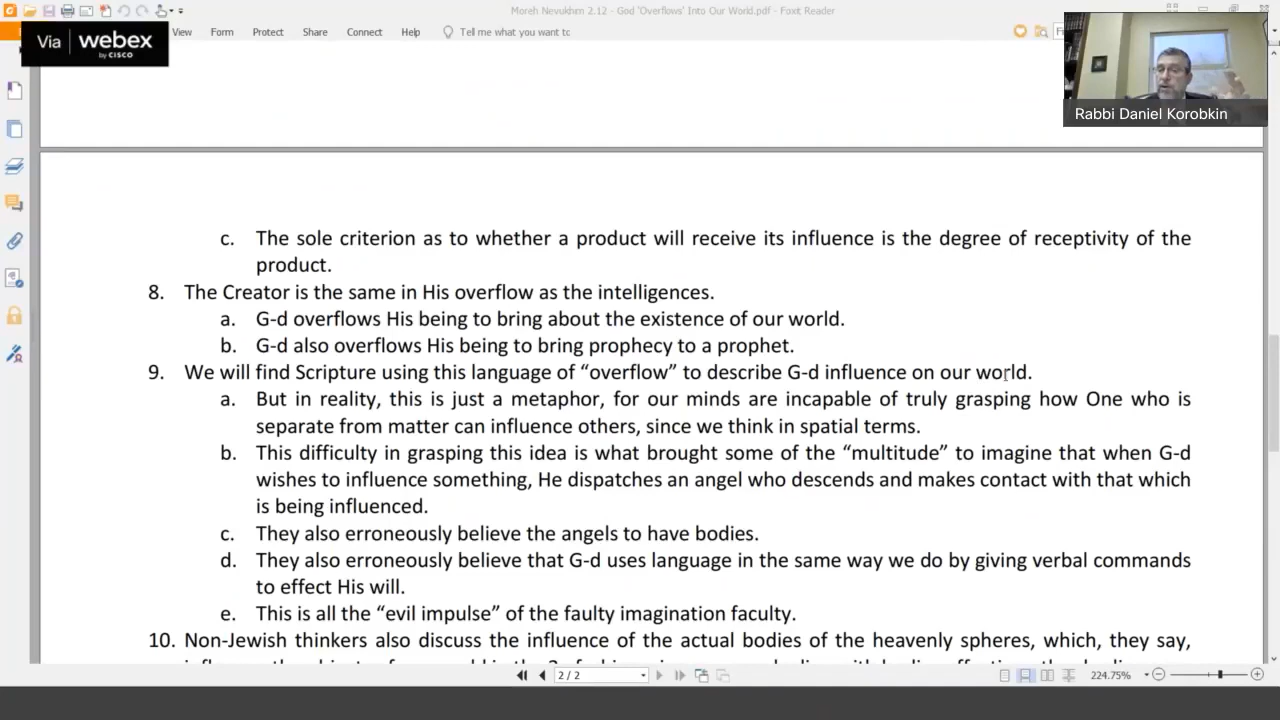 Moreh Nevukhm 2.12 - God 'Overflows' Into Our World.pdf - Foxit Reader
Via webex
by CISCO
View Form Protect Share Connect Help Tell me what you want to
Rabbi Daniel Korobkin
c. The sole criterion as to whether a product will receive its influence is the degree of receptivity of the
product.
8. The Creator is the same in His overflow as the intelligences.
a. G-d overflows His being to bring about the existence of our world.
b. G-d also overflows His being to bring prophecy to a prophet.
9. We will find Scripture using this language of “overflow” to describe G-d influence on our world.
a. But in reality, this is just a metaphor, for our minds are incapable of truly grasping how One who is
separate from matter can influence others, since we think in spatial terms.
b. This difficulty in grasping this idea is what brought some of the “multitude” to imagine that when G-d
wishes to influence something, He dispatches an angel who descends and makes contact with that which
is being influenced.
c. They also erroneously believe the angels to have bodies.
d. They also erroneously believe that G-d uses language in the same way we do by giving verbal commands
to effect His will.
e. This is all the “evil impulse” of the faulty imagination faculty.
10. Non-Jewish thinkers also discuss the influence of the actual bodies of the heavenly spheres, which, they say,
2 / 2
224.75%